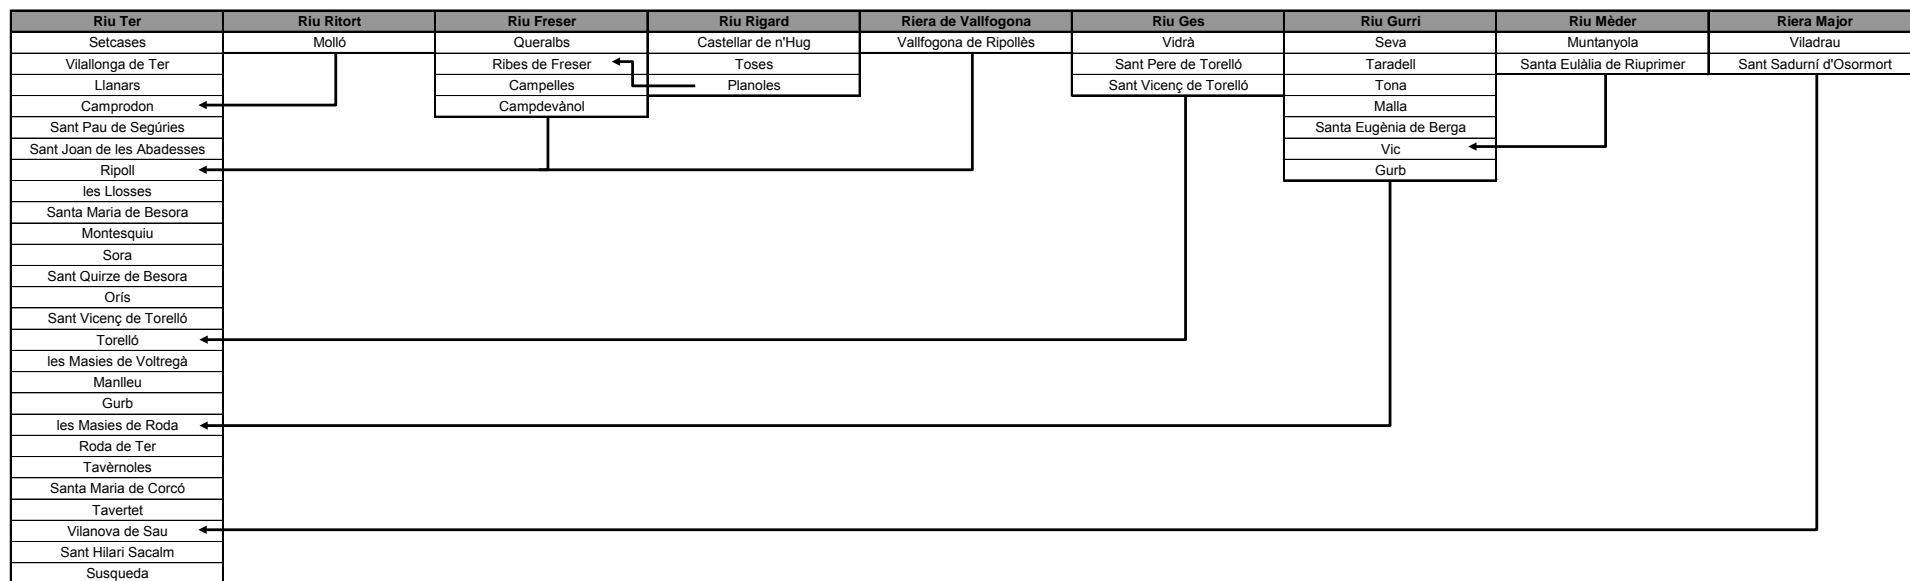 Riu Ter Riu Ritort Riu Freser Riu Rigard Riera de Vallfogona Riu Ges Riu Gurri Riu Mèder Riera Major
Setcases Molló Queralbs Castellar de n'Hug Vallfogona de Ripollès Vidrà Seva Muntanyola Viladrau
Vilallonga de Ter Ribes de Freser Toses Sant Pere de Torelló Taradell Santa Eulàlia de Riuprimer Sant Sadurní d'Osormort
Llanars Campelles Planoles Sant Vicenç de Torelló Tona
Camprodon Campdevànol Malla
Sant Pau de Segúries Santa Eugènia de Berga
Sant Joan de les Abadesses Vic
Ripoll Gurb
les Llosses
Santa Maria de Besora
Montesquiu
Sora
Sant Quirze de Besora
Orís
Sant Vicenç de Torelló
Torelló
les Masies de Voltregà
Manlleu
Gurb
les Masies de Roda
Roda de Ter
Tavèrnoles
Santa Maria de Corcó
Tavertet
Vilanova de Sau
Sant Hilari Sacalm
Susqueda